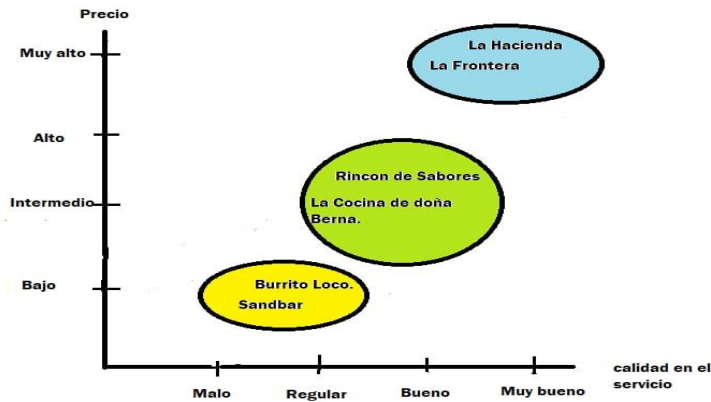 Precio
Muy alto
La Hacienda
La Frontera
Alto
Rincon de Sabores
Intermedio
La Cocina de doña
Berna.
Bajo
Burrito Loco.
Sandbar
calidad en el
servicio
Malo
Regular
Bueno
Muy bueno